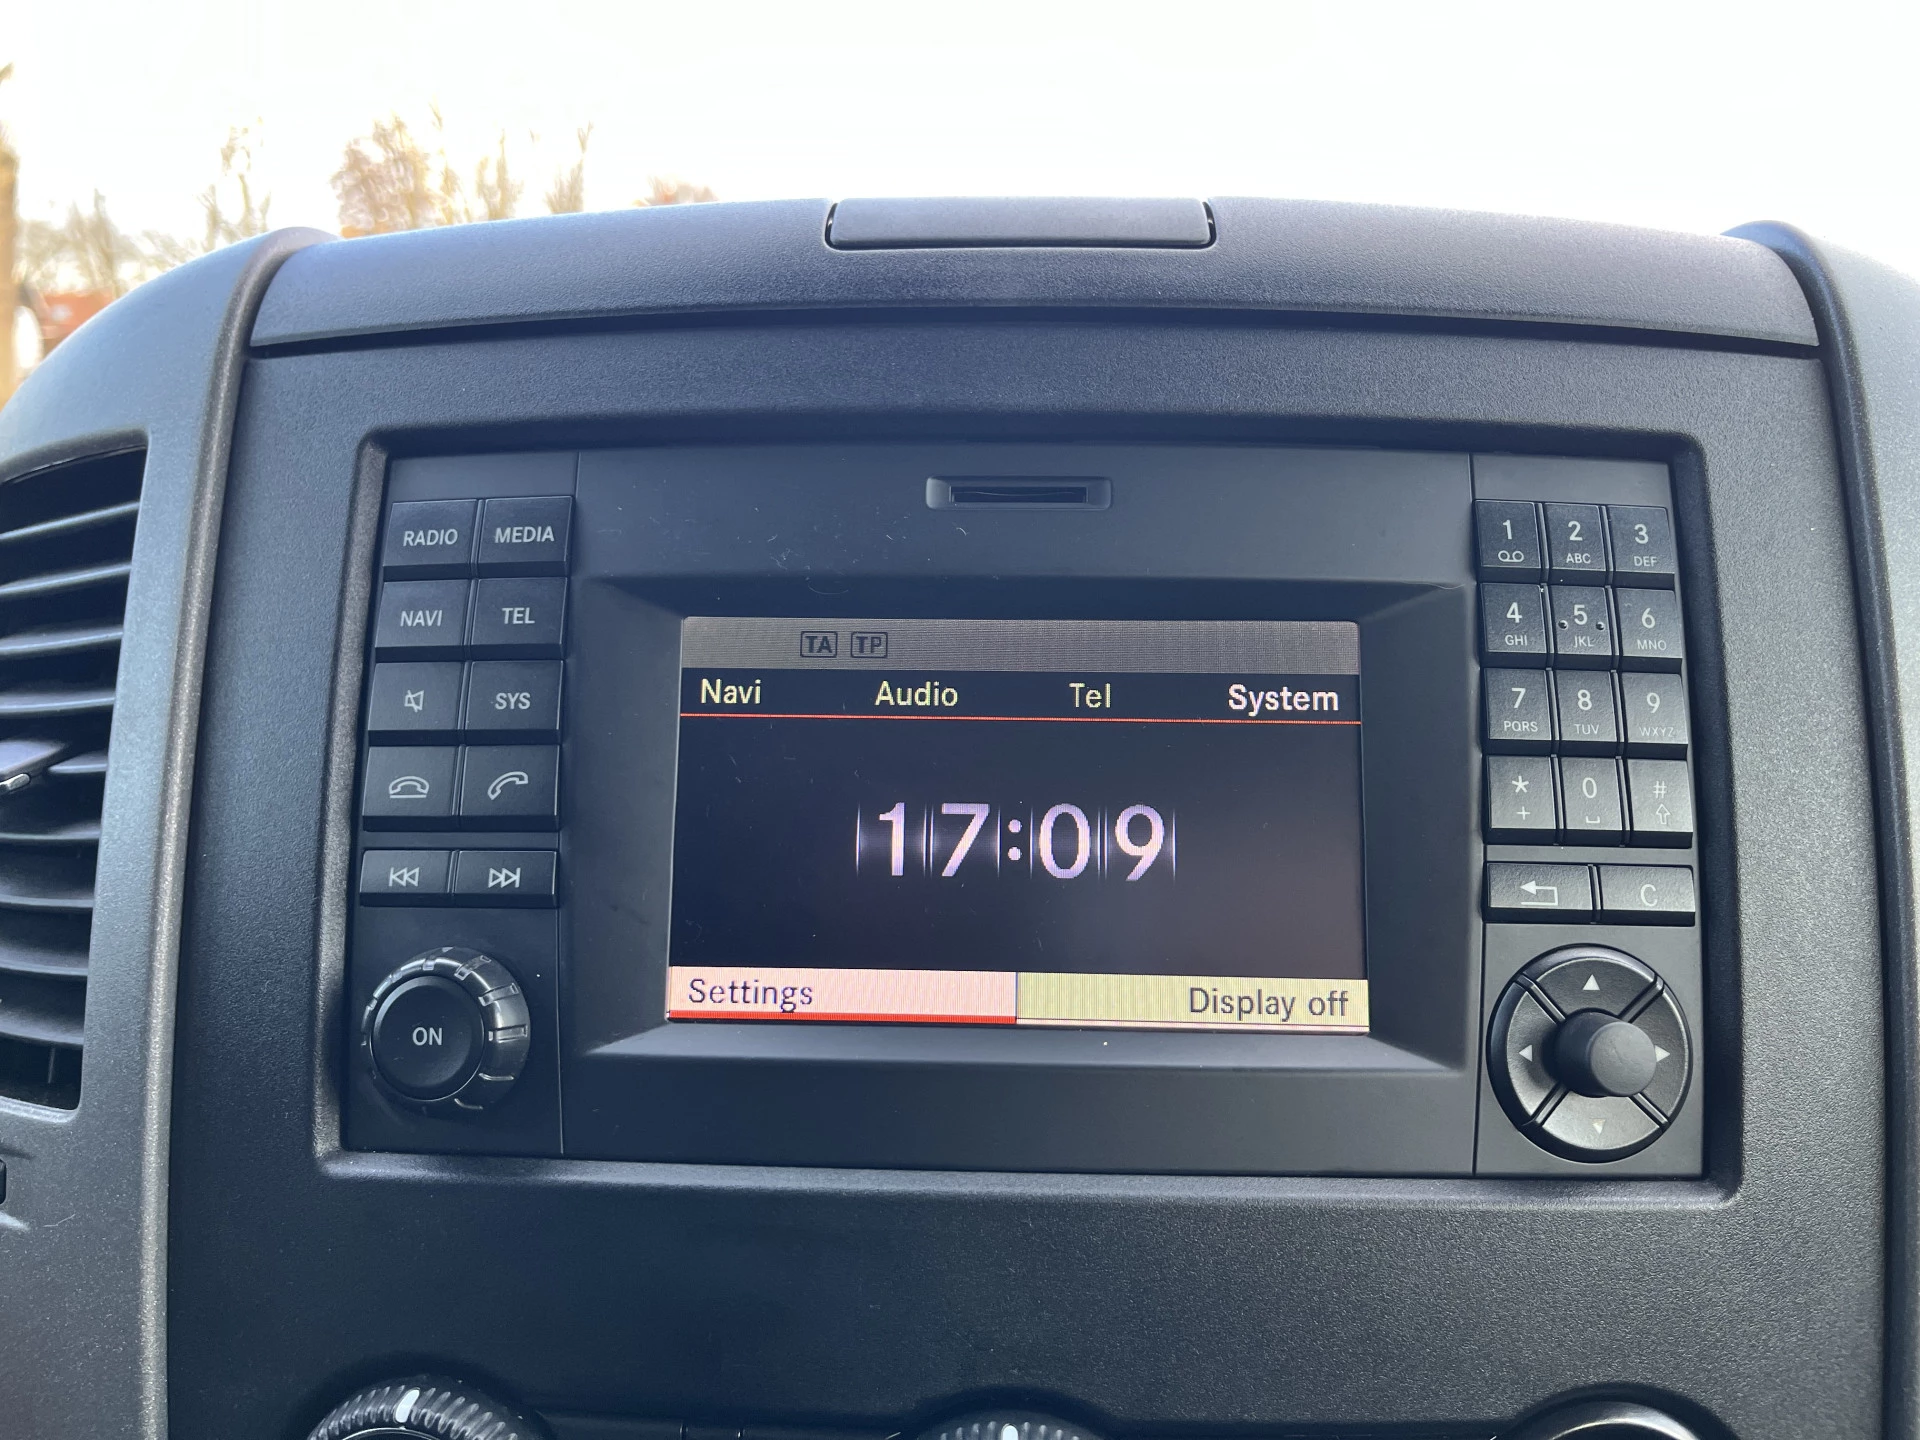 RADIO MEDIA
NAVI TEL
SYS
ON
TA TP
Navi Audio Tel System
17:09
Settings Display off
1 2 ABC 3 DEF
4 GHI 5 JKL 6 MNO
7 PQRS 8 TUV 9 WXYZ
* + 0 #
C